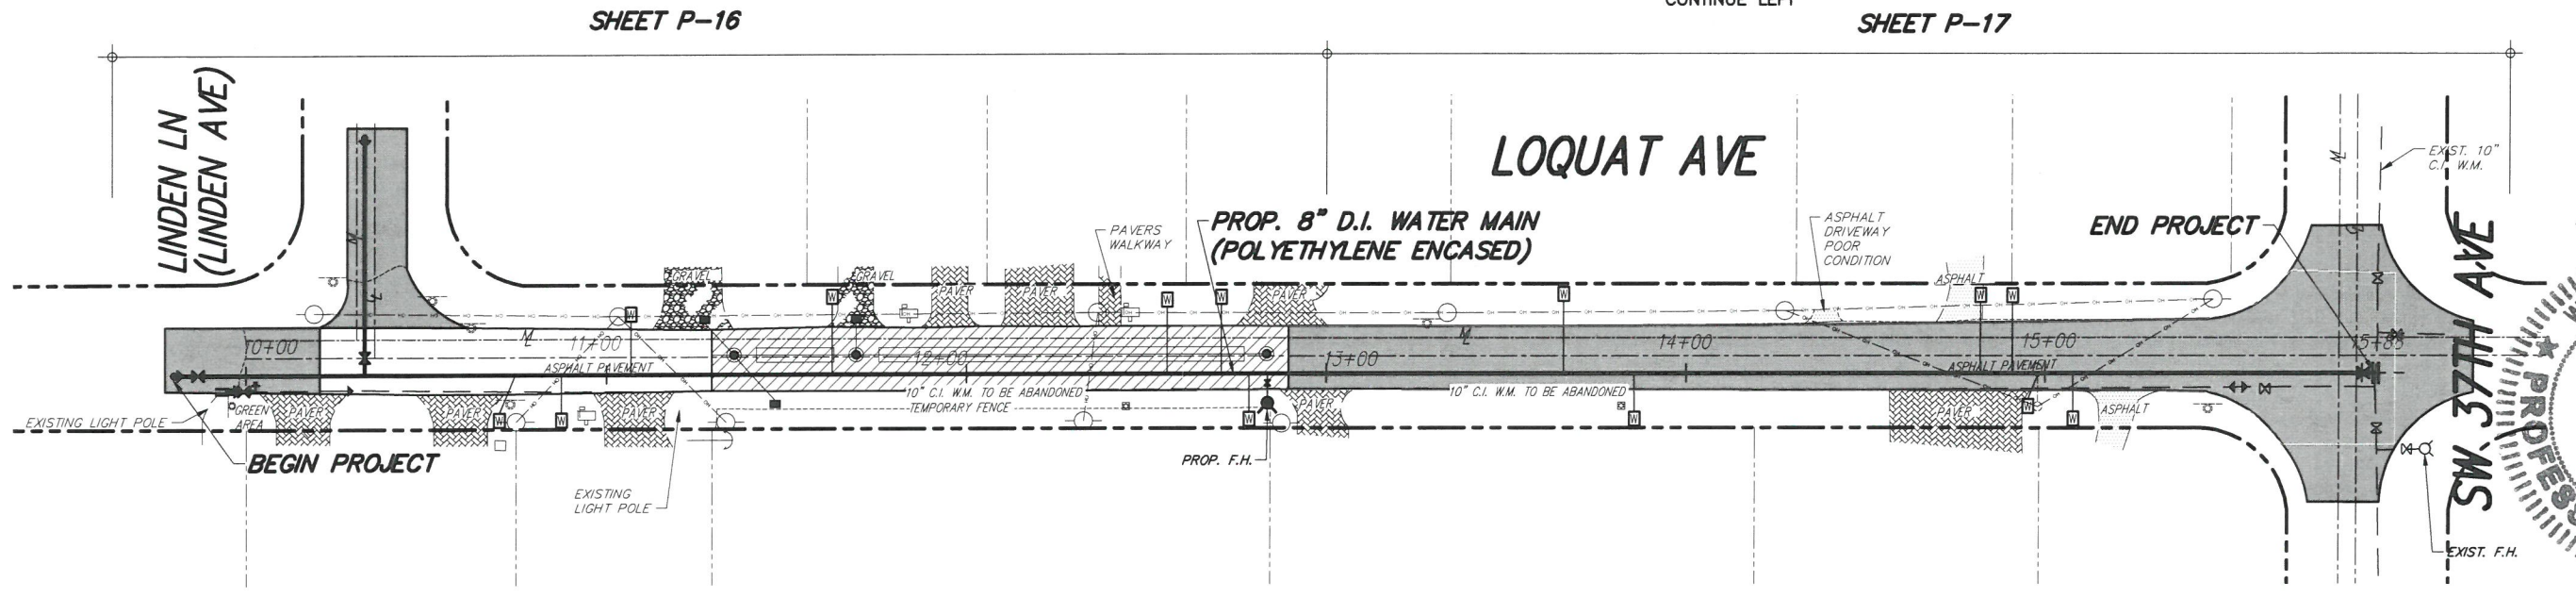 CONTINUE LEFT
SHEET P-16
SHEET P-17
LINDEN LN
(LINDEN AVE)
LOQUAT AVE
EXIST. 10"
C.I. W.M.
PAVERS
WALKWAY
PROP. 8" D.I. WATER MAIN
(POLYETHYLENE ENCASED)
ASPHALT
DRIVEWAY
POOR
CONDITION
END PROJECT
SW 37TH AVE
GRAVEL
GRAVEL
PAVER
PAVER
PAVER
ASPHALT
10+00
11+00
12+00
13+00
14+00
15+00
15+88
ASPHALT PAVEMENT
ASPHALT PAVEMENT
10" C.I. W.M. TO BE ABANDONED
10" C.I. W.M. TO BE ABANDONED
TEMPORARY FENCE
EXISTING LIGHT POLE
GREEN
AREA
PAVER
PAVER
PAVER
PAVER
PAVER
ASPHALT
W
W
W
W
W
W
W
W
W
W
W
W
W
BEGIN PROJECT
PROP. F.H.
EXISTING
LIGHT POLE
EXIST. F.H.